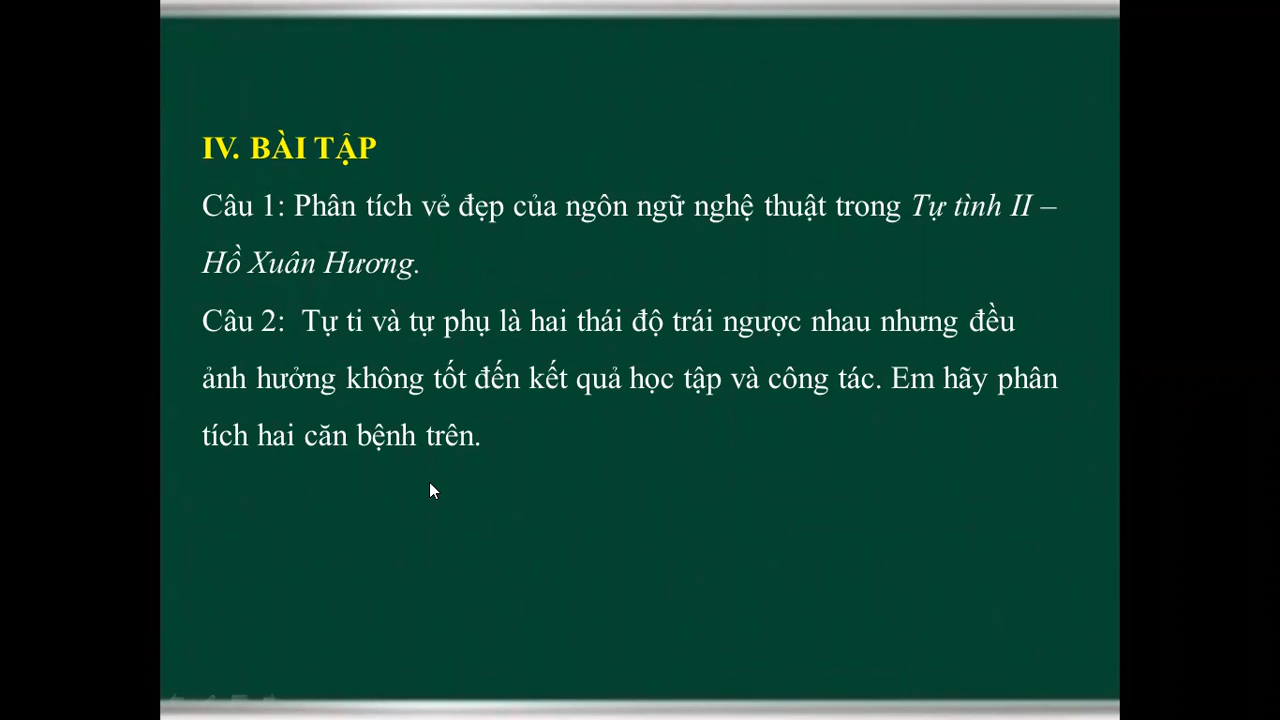 IV. BÀI TẬP
Câu 1: Phân tích vẻ đẹp của ngôn ngữ nghệ thuật trong Tự tình II –
Hồ Xuân Hương.
Câu 2:  Tự ti và tự phụ là hai thái độ trái ngược nhau nhưng đều
ảnh hưởng không tốt đến kết quả học tập và công tác. Em hãy phân
tích hai căn bệnh trên.